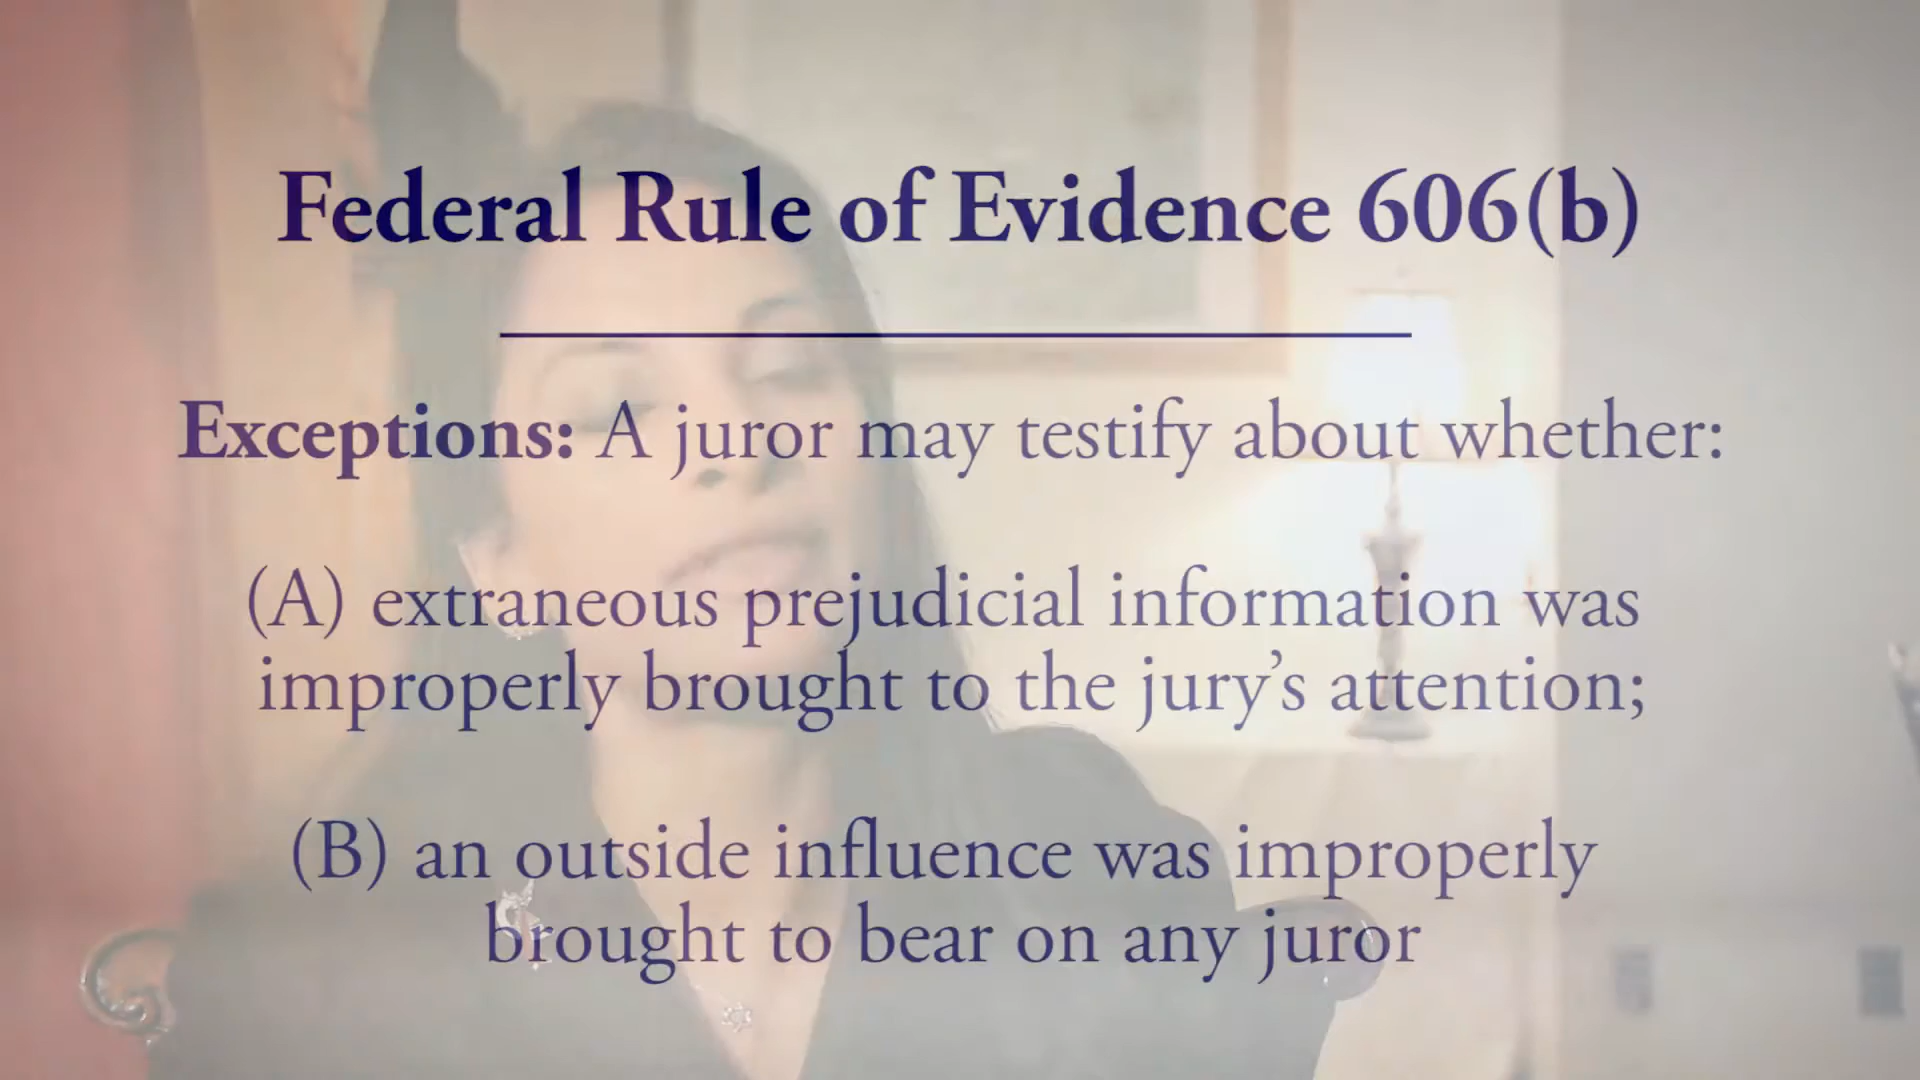 Federal Rule of Evidence 606(b)
Exceptions: A juror may testify about whether:
(A) extraneous prejudicial information was
improperly brought to the jury’s attention;
(B) an outside influence was improperly
brought to bear on any juror